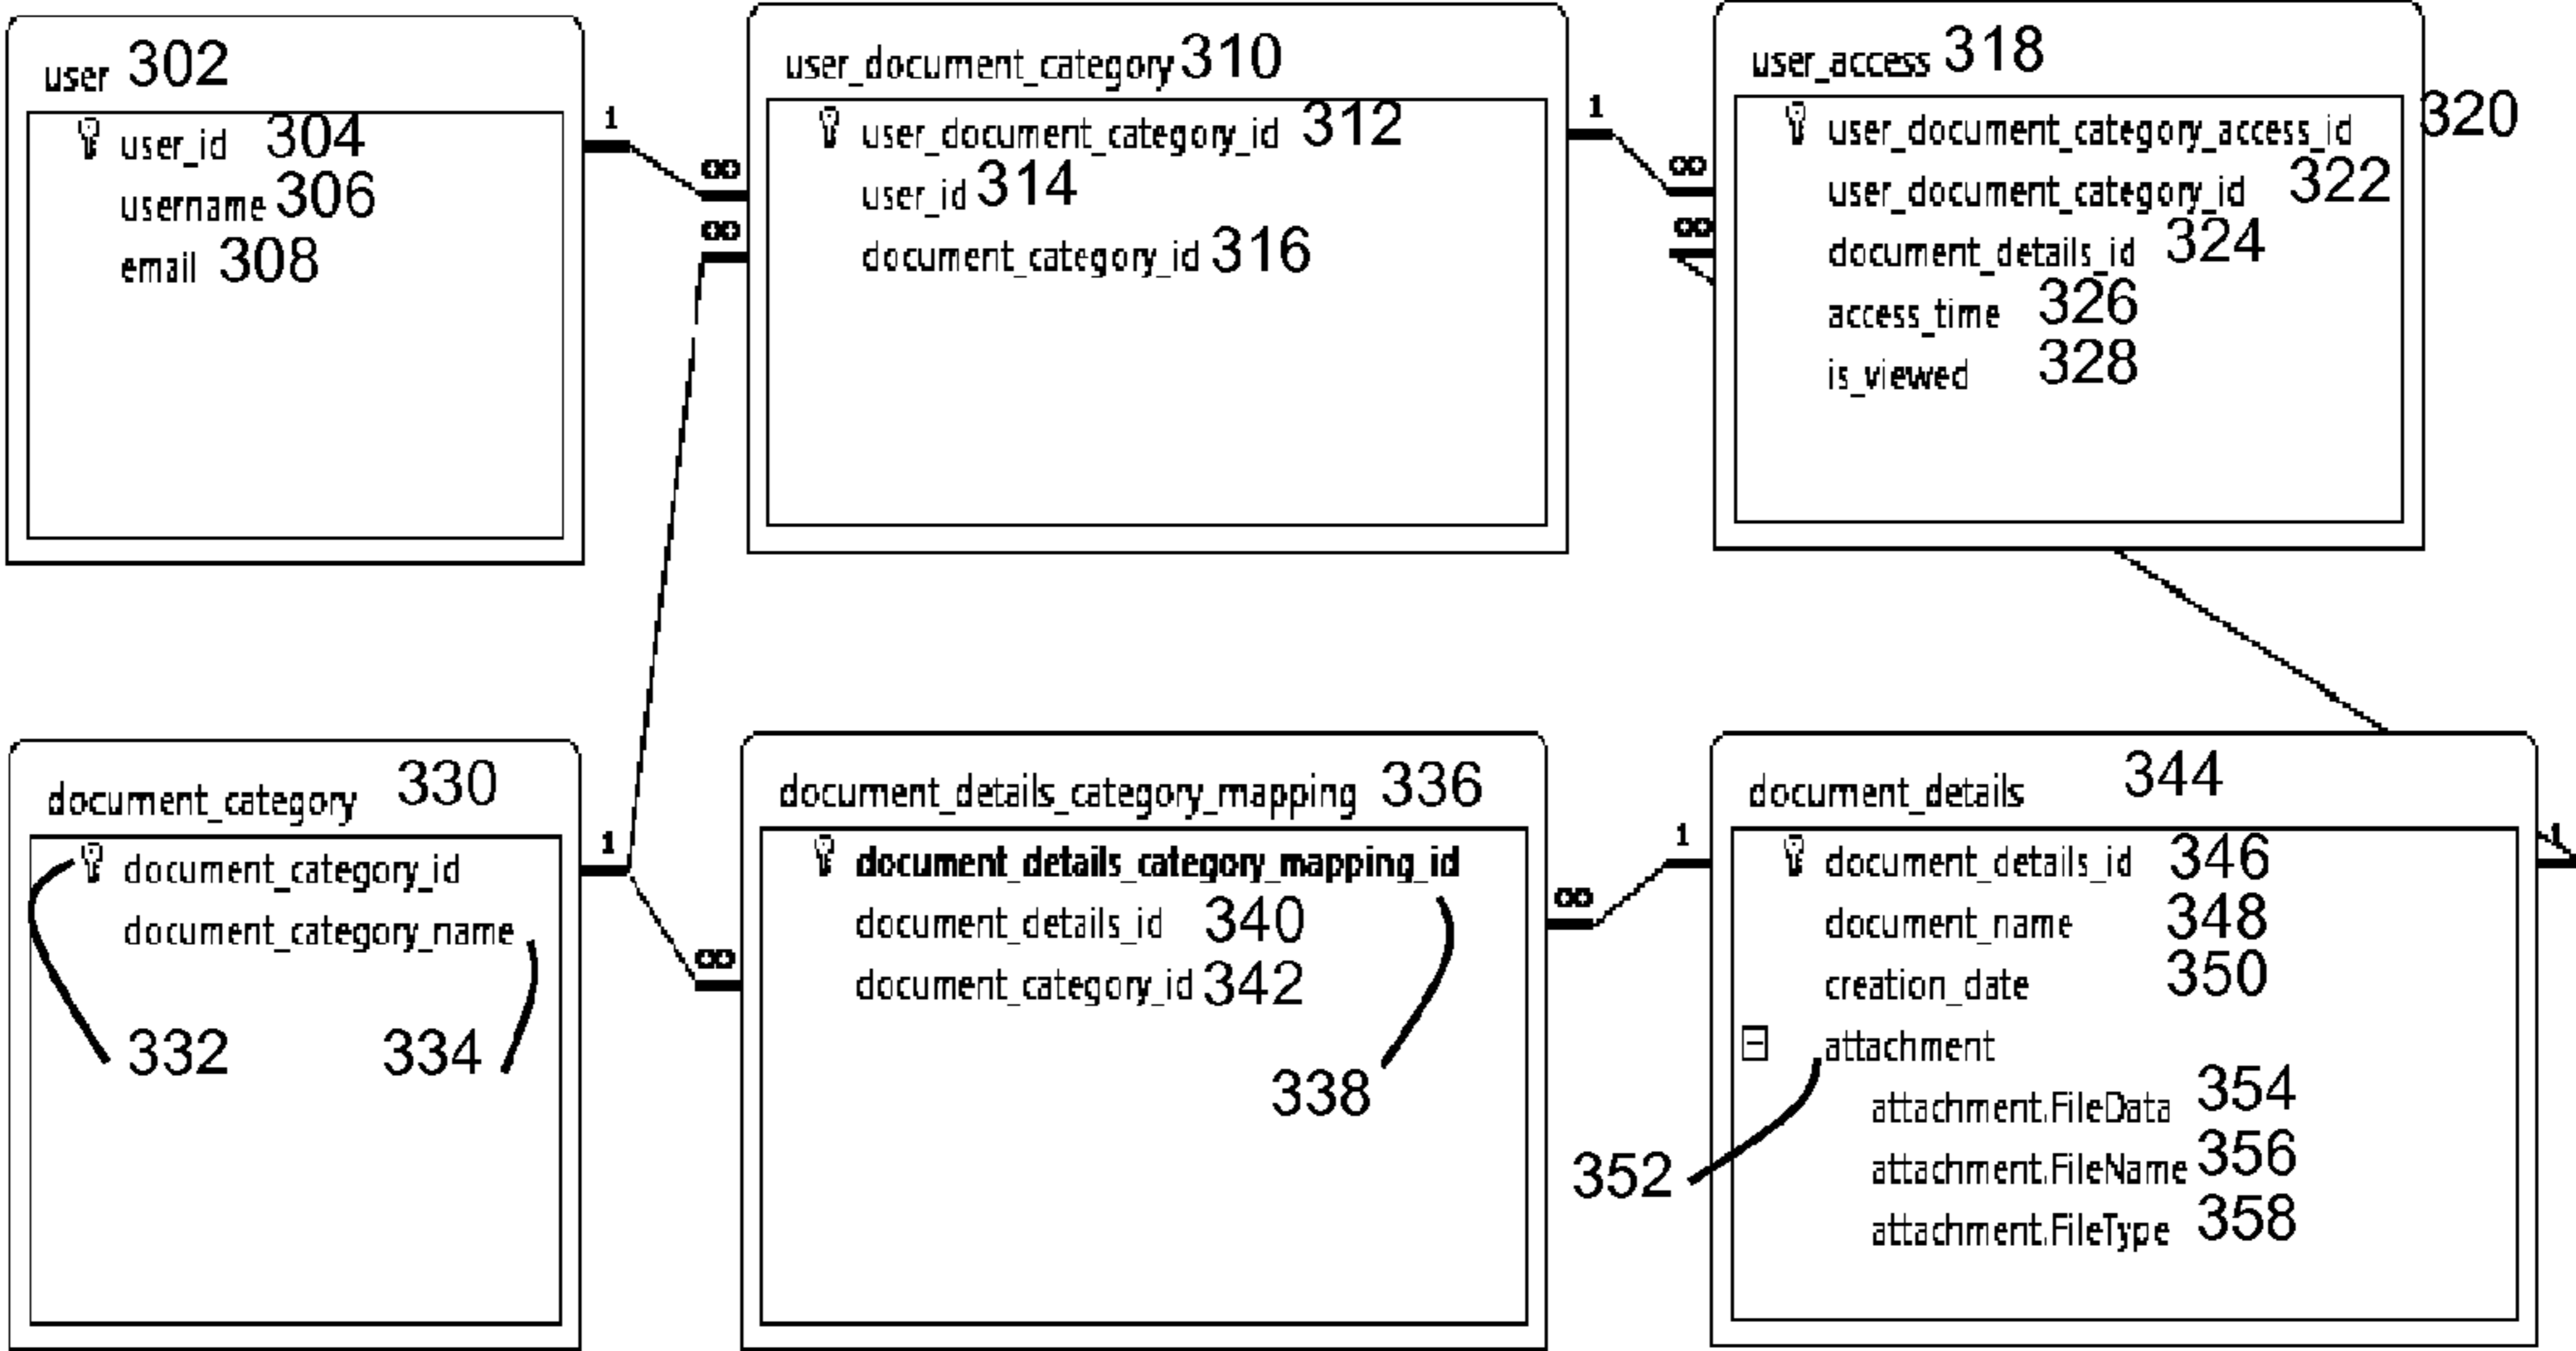 user 302
user_id 304
username 306
email 308
1
∞
∞
user_document_category 310
user_document_category_id 312
user_id 314
document_category_id 316
1
∞
∞
user_access 318
user_document_category_access_id 320
user_document_category_id 322
document_details_id 324
access_time 326
is_viewed 328
document_category 330
document_category_id
document_category_name
332 334
1
∞
document_details_category_mapping 336
document_details_category_mapping_id
document_details_id 340
document_category_id 342
338
1
∞
document_details 344
document_details_id 346
document_name 348
creation_date 350
attachment
attachment.FileData 354
attachment.FileName 356
attachment.FileType 358
352
1